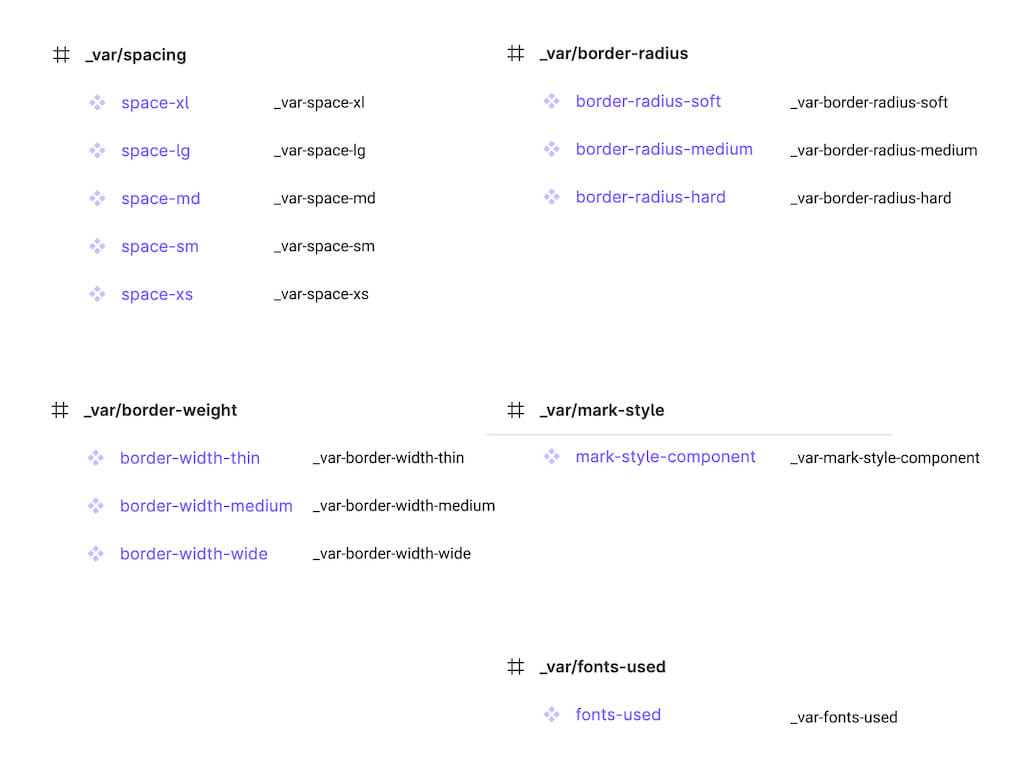 _var/spacing
space-xl _var-space-xl
space-lg _var-space-lg
space-md _var-space-md
space-sm _var-space-sm
space-xs _var-space-xs
_var/border-radius
border-radius-soft _var-border-radius-soft
border-radius-medium _var-border-radius-medium
border-radius-hard _var-border-radius-hard
_var/border-weight
border-width-thin _var-border-width-thin
border-width-medium _var-border-width-medium
border-width-wide _var-border-width-wide
_var/mark-style
mark-style-component _var-mark-style-component
_var/fonts-used
fonts-used _var-fonts-used